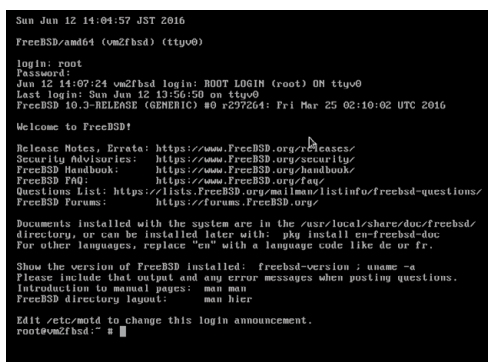 Sun Jun 12 14:04:57 JST 2016
FreeBSD/amd64 (vm2fbsd) (ttyv0)
login: root
Password:
Jun 12 14:07:24 vm2fbsd login: ROOT LOGIN (root) ON ttyv0
Last login: Sun Jun 12 13:56:50 on ttyv0
FreeBSD 10.3-RELEASE (GENERIC) #0 r297264: Fri Mar 25 02:10:02 UTC 2016
Welcome to FreeBSD!
Release Notes, Errata: https://www.FreeBSD.org/releases/
Security Advisories: https://www.FreeBSD.org/security/
FreeBSD Handbook: https://www.FreeBSD.org/handbook/
FreeBSD FAQ: https://www.FreeBSD.org/faq/
Questions List: https://lists.FreeBSD.org/mailman/listinfo/freebsd-questions/
FreeBSD Forums: https://forums.FreeBSD.org/
Documents installed with the system are in the /usr/local/share/doc/freebsd/
directory, or can be installed later with: pkg install en-freebsd-doc
For other languages, replace "en" with a language code like de or fr.
Show the version of FreeBSD installed: freebsd-version ; uname -a
Please include that output and any error messages when posting questions.
Introduction to manual pages: man man
FreeBSD directory layout: man hier
Edit /etc/motd to change this login announcement.
root@vm2fbsd:~ #